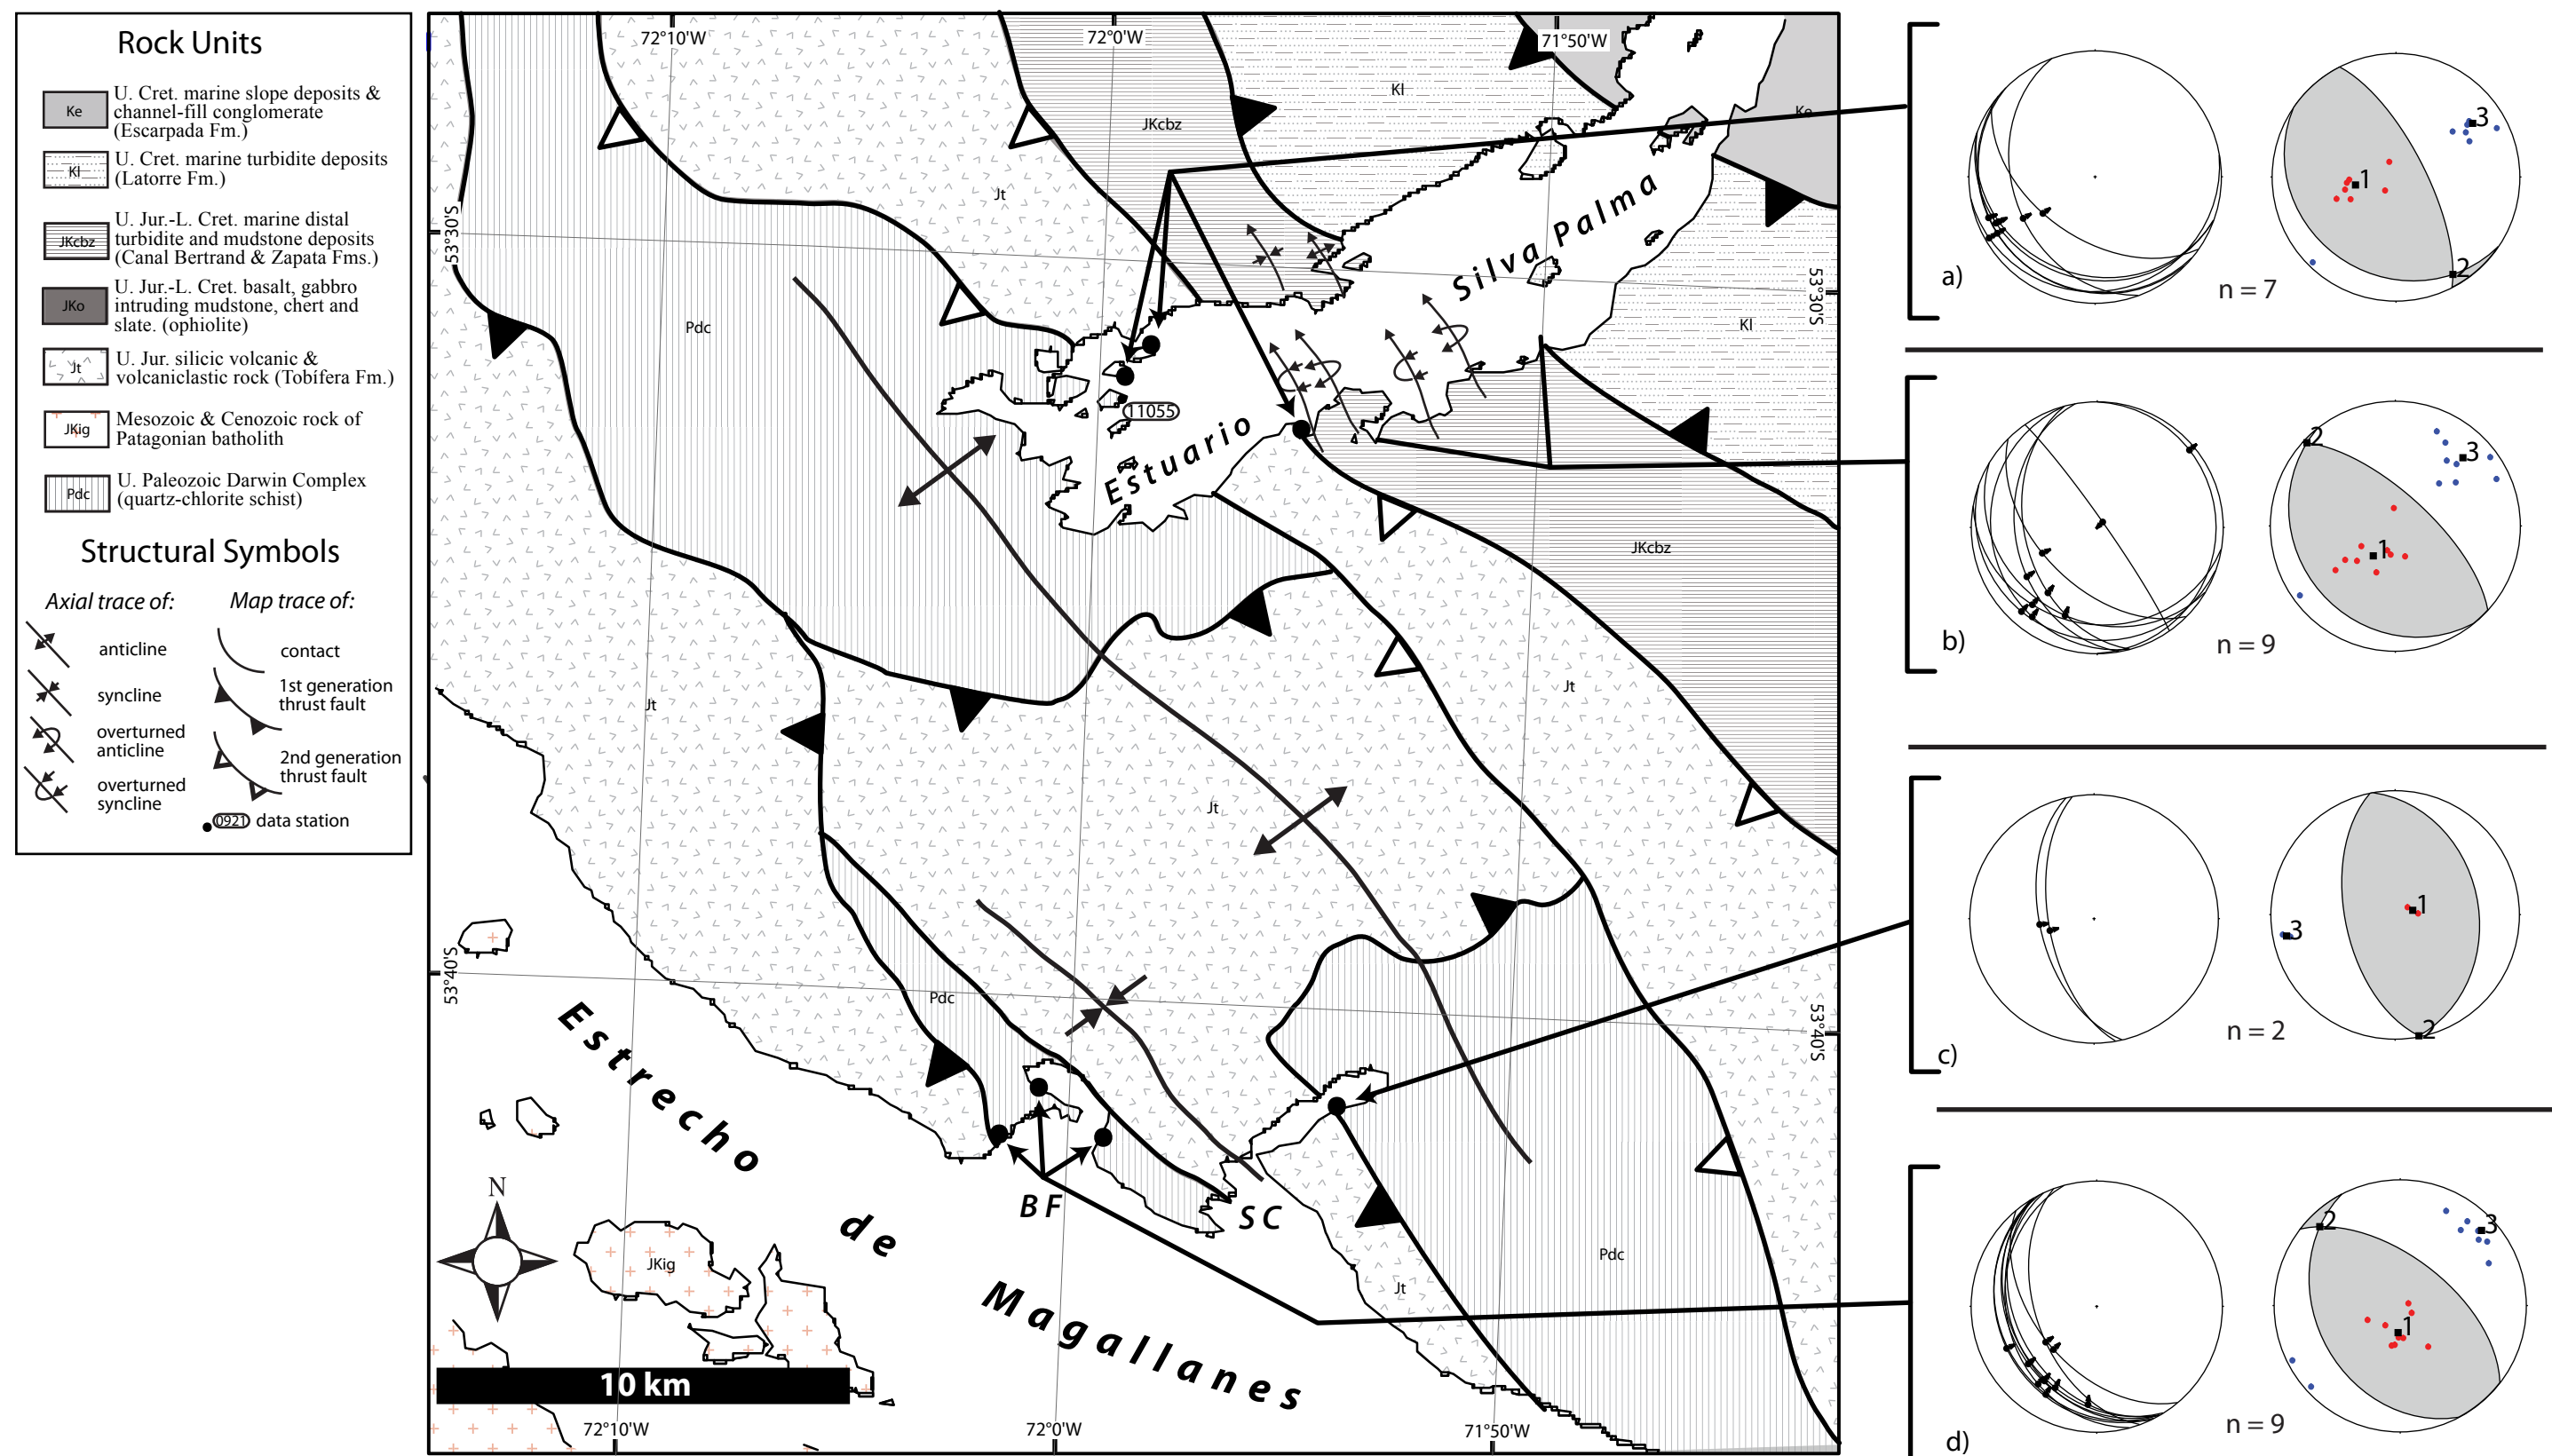 Rock Units
Ke
U. Cret. marine slope deposits &
channel-fill conglomerate
(Escarpada Fm.)
Kl
U. Cret. marine turbidite deposits
(Latorre Fm.)
JKcbz
U. Jur.-L. Cret. marine distal
turbidite and mudstone deposits
(Canal Bertrand & Zapata Fms.)
JKo
U. Jur.-L. Cret. basalt, gabbro
intruding mudstone, chert and
slate. (ophiolite)
Jt
U. Jur. silicic volcanic &
volcaniclastic rock (Tobífera Fm.)
JKig
Mesozoic & Cenozoic rock of
Patagonian batholith
Pdc
U. Paleozoic Darwin Complex
(quartz-chlorite schist)
Structural Symbols
Axial trace of:
anticline
syncline
overturned
anticline
overturned
syncline
Map trace of:
contact
1st generation
thrust fault
2nd generation
thrust fault
0921 data station
72°10'W
72°0'W
71°50'W
53°30'S
53°30'S
53°40'S
53°40'S
72°10'W
72°0'W
71°50'W
Kl
JKcbz
Ke
Jt
Pdc
Kl
11055
JKcbz
Jt
Jt
Jt
Pdc
Pdc
Jt
JKig
Estuario
Silva Palma
Estrecho
de
Magallanes
BF
SC
N
10 km
a)
n = 7
1
2
3
b)
n = 9
1
2
3
c)
n = 2
1
2
3
d)
n = 9
1
2
3